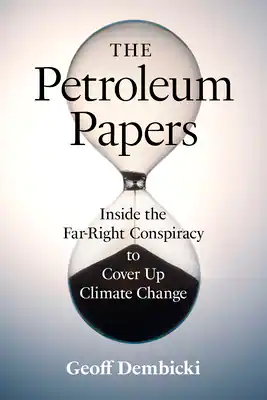 THE
Petroleum
Papers
Inside the
Far-Right Conspiracy
to
Cover Up
Climate Change
Geoff Dembicki